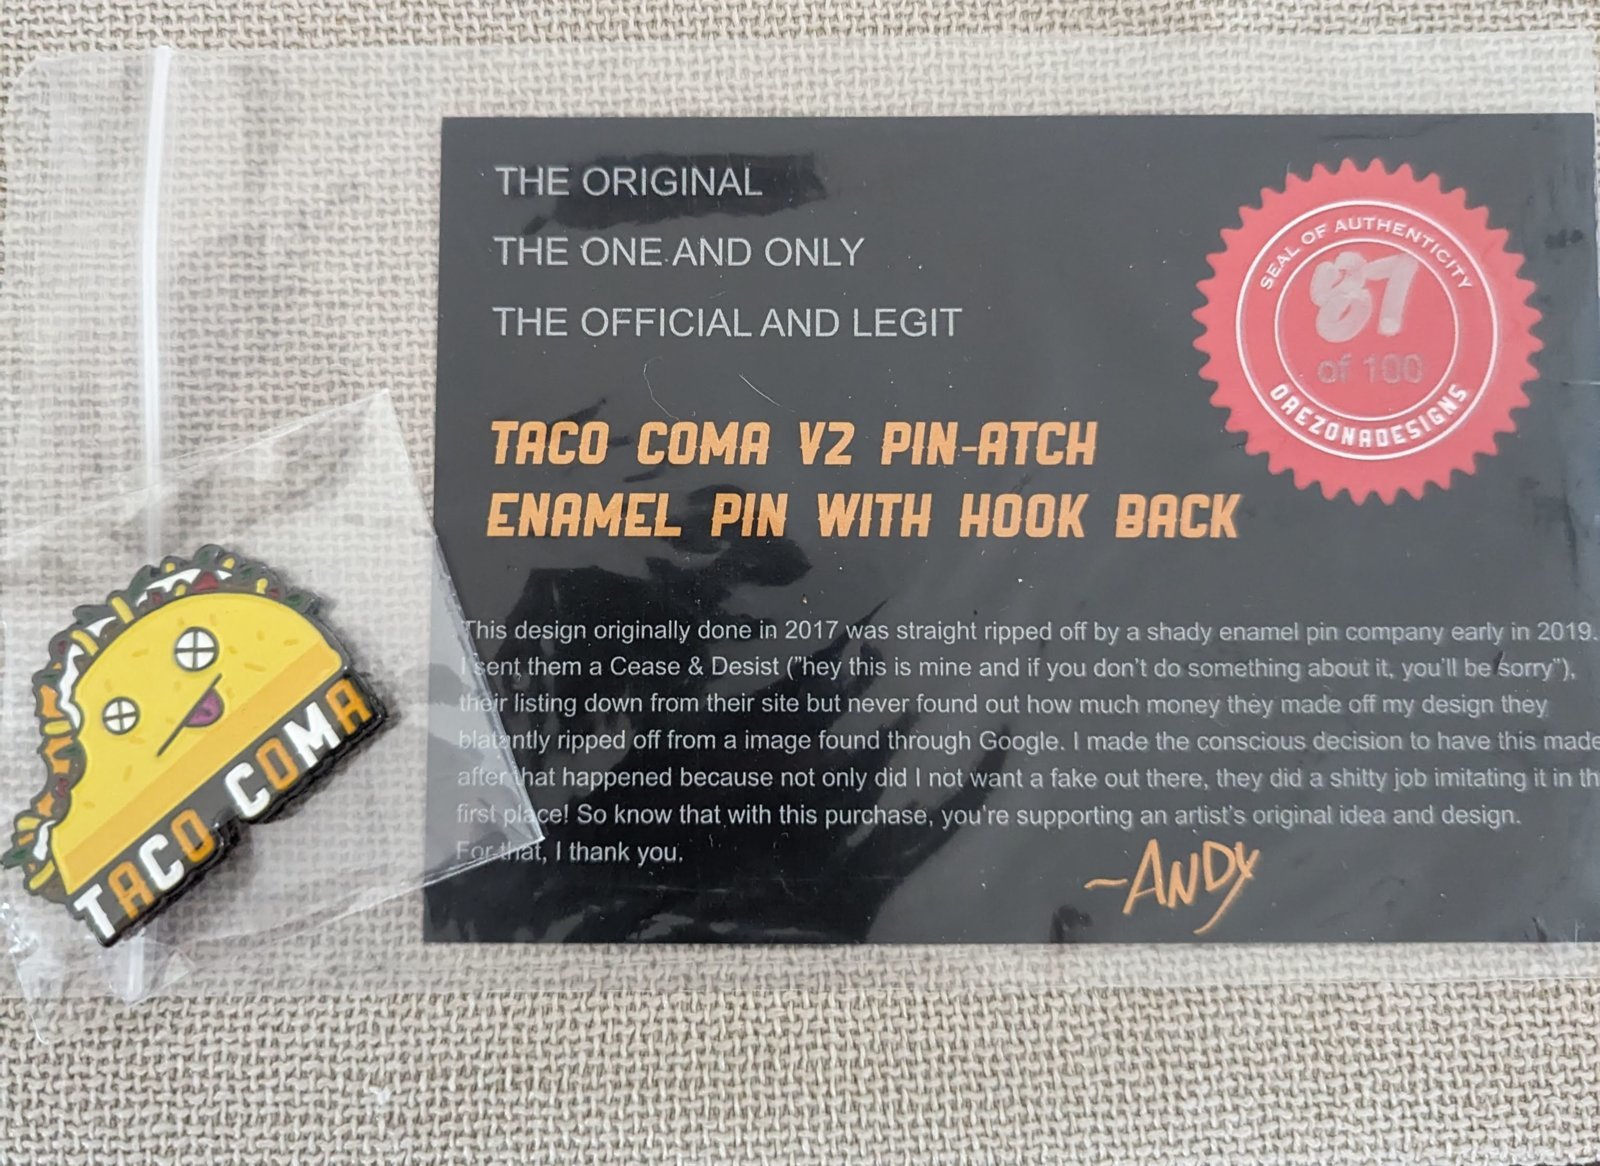 THE ORIGINAL
THE ONE AND ONLY
THE OFFICIAL AND LEGIT
SEAL OF AUTHENTICITY
87
of 100
OREZONADESIGNS
TACO COMA V2 PIN-ATCH
ENAMEL PIN WITH HOOK BACK
This design originally done in 2017 was straight ripped off by a shady enamel pin company early in 2019.
I sent them a Cease & Desist ("hey this is mine and if you don't do something about it, you'll be sorry"),
their listing down from their site but never found out how much money they made off my design they
blatantly ripped off from a image found through Google. I made the conscious decision to have this made
after that happened because not only did I not want a fake out there, they did a shitty job imitating it in th
first place! So know that with this purchase, you're supporting an artist's original idea and design.
For that, I thank you.
~ANDY
TACO COMA